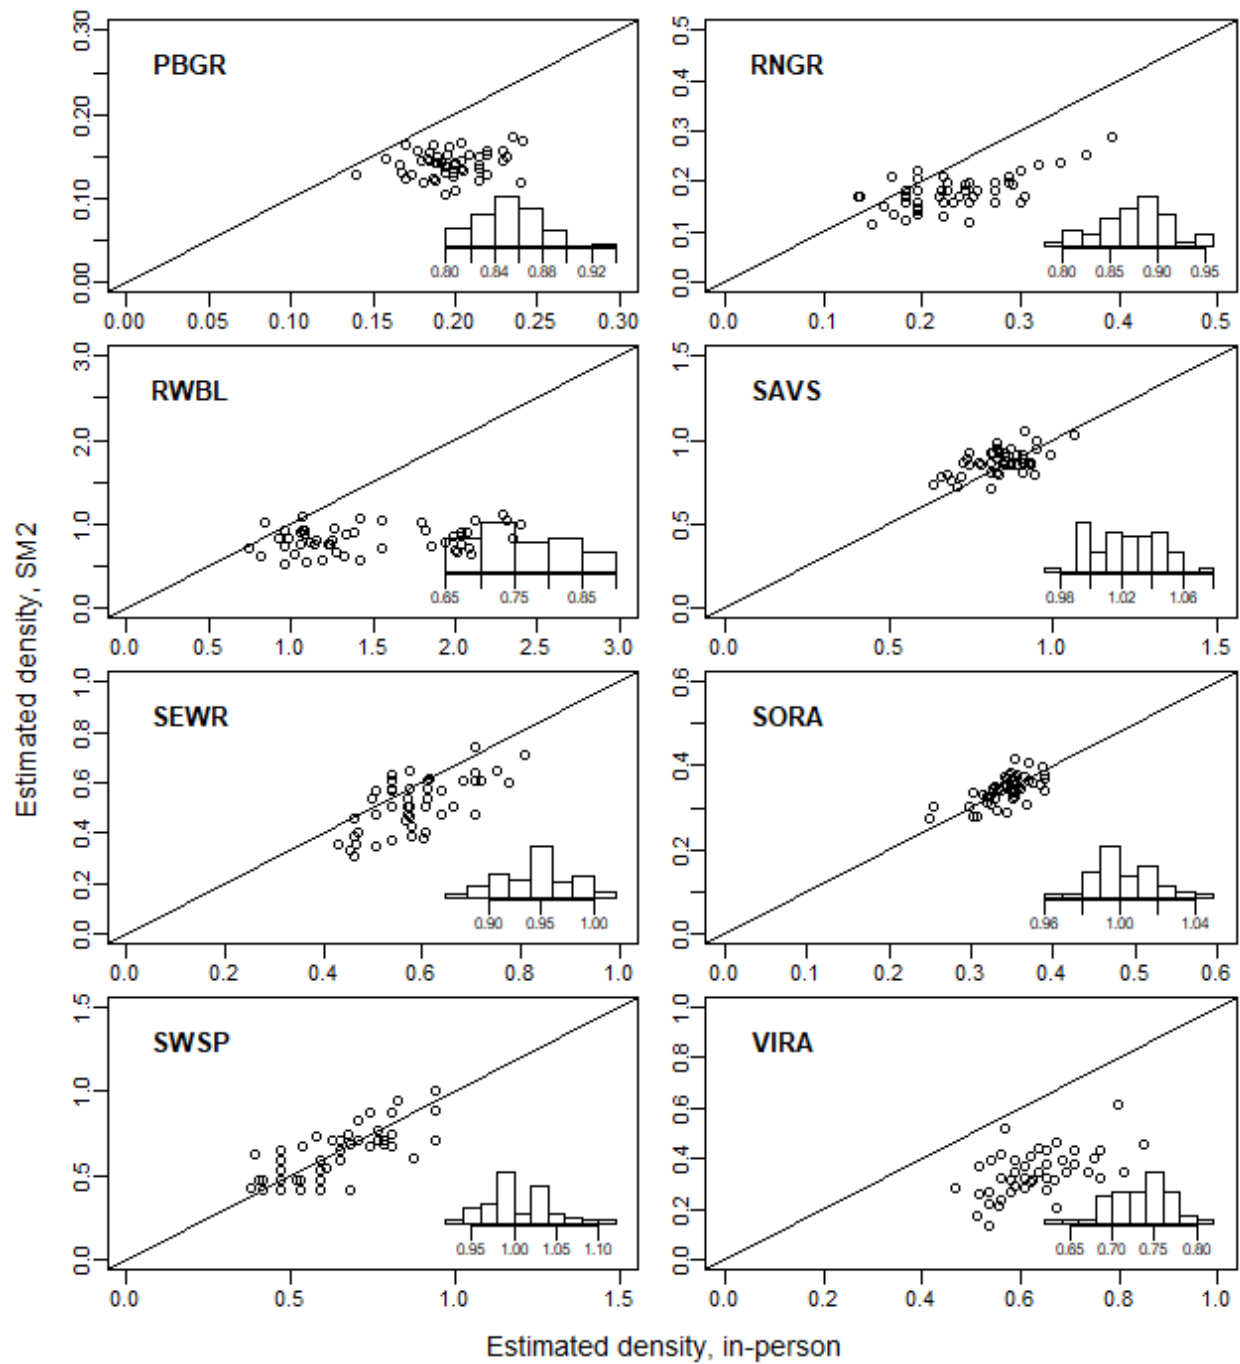 PBGR
0.00 0.10 0.20 0.30
0.80 0.84 0.88 0.92
0.00 0.05 0.10 0.15 0.20 0.25 0.30
RNGR
0.0 0.1 0.2 0.3 0.4 0.5
0.80 0.85 0.90 0.95
0.0 0.1 0.2 0.3 0.4 0.5
RWBL
0.0 1.0 2.0 3.0
0.65 0.75 0.85
0.0 0.5 1.0 1.5 2.0 2.5 3.0
SAVS
0.0 0.5 1.0 1.5
0.98 1.02 1.06
0.0 0.5 1.0 1.5
Estimated density, SM2
SEWR
0.0 0.2 0.4 0.6 0.8 1.0
0.90 0.95 1.00
0.0 0.2 0.4 0.6 0.8 1.0
SORA
0.0 0.2 0.4 0.6
0.96 1.00 1.04
0.0 0.1 0.2 0.3 0.4 0.5 0.6
SWSP
0.0 0.5 1.0 1.5
0.95 1.00 1.05 1.10
0.0 0.5 1.0 1.5
VIRA
0.0 0.2 0.4 0.6 0.8 1.0
0.65 0.70 0.75 0.80
0.0 0.2 0.4 0.6 0.8 1.0
Estimated density, in-person